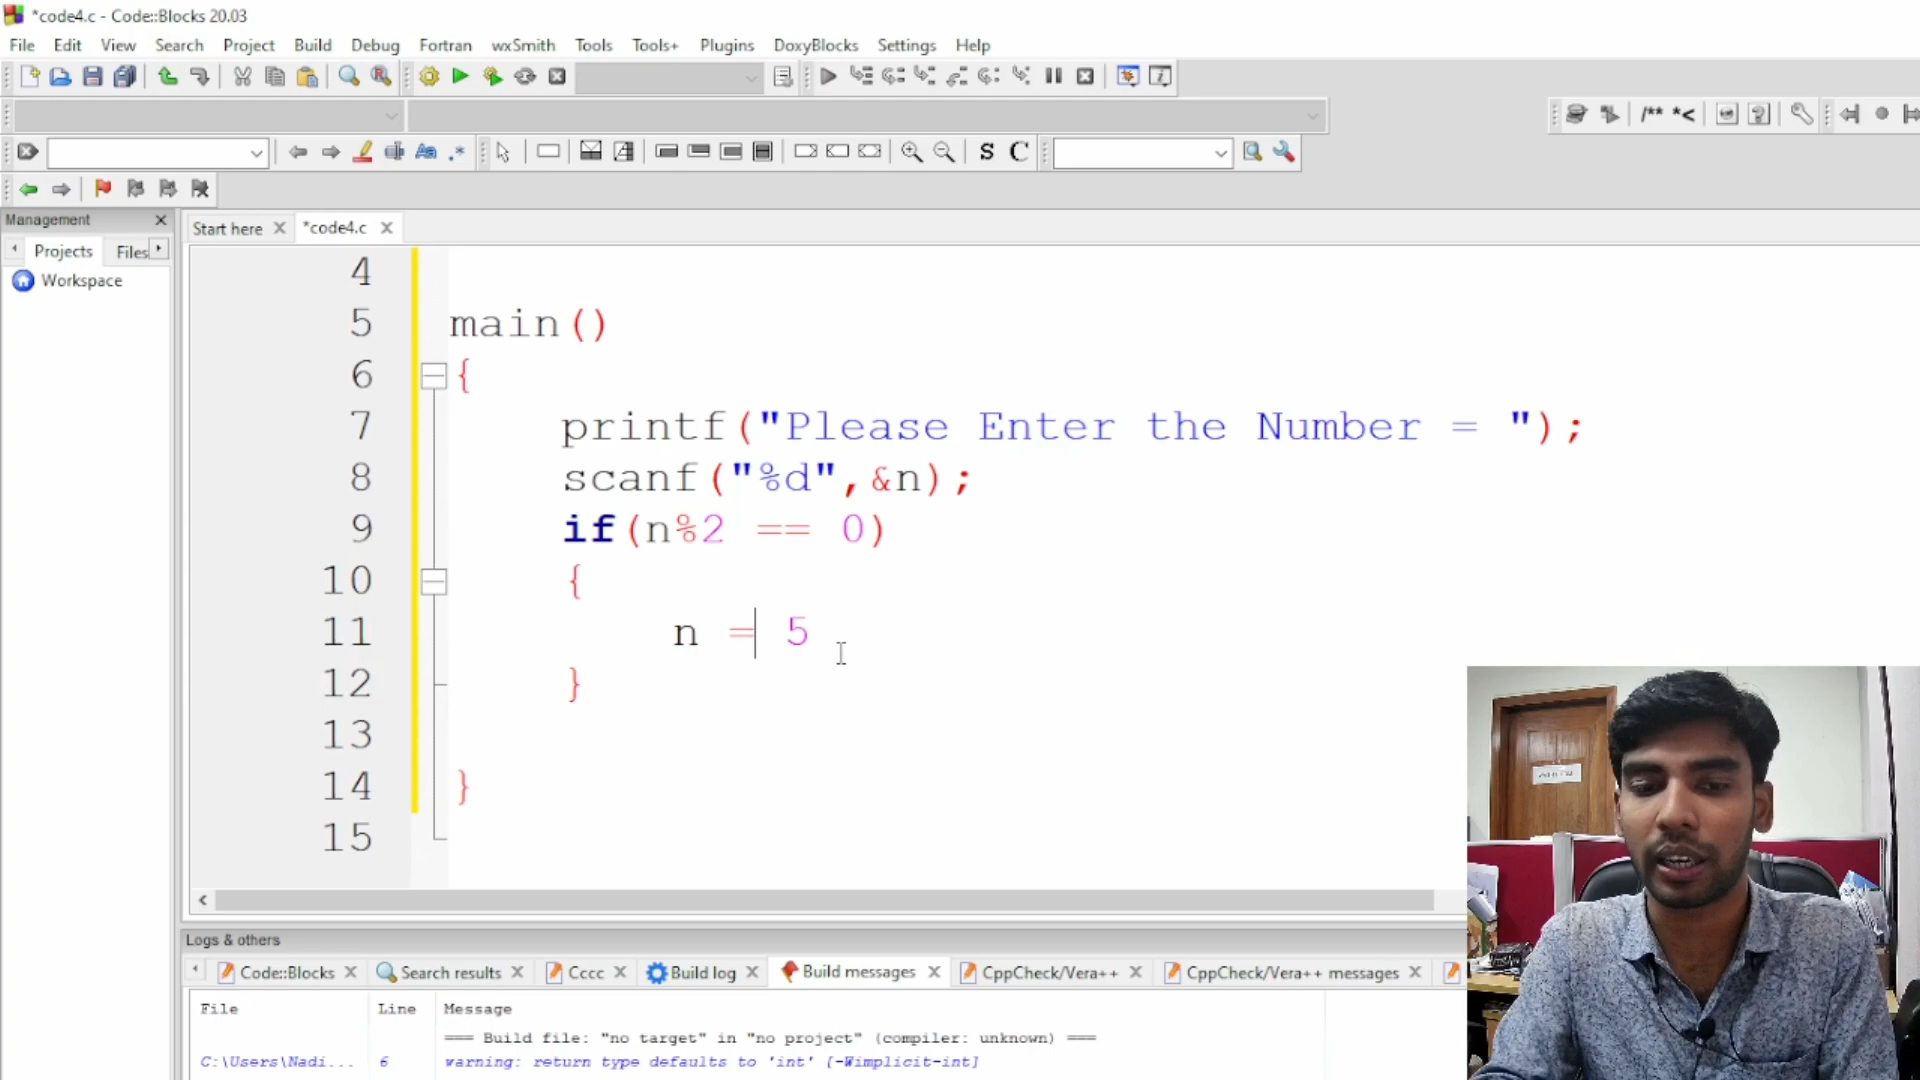 *code4.c - Code::Blocks 20.03
File Edit View Search Project Build Debug Fortran wxSmith Tools Tools+ Plugins DoxyBlocks Settings Help
/** *<
Aa .* S C
Management
Start here *code4.c
Projects Files
Workspace
4
5 main()
6 {
7 printf("Please Enter the Number = ");
8 scanf("%d",&n);
9 if(n%2 == 0)
10 {
11 n = 5
12 }
13
14 }
15
Logs & others
Code::Blocks Search results Cccc Build log Build messages CppCheck/Vera++ CppCheck/Vera++ messages
File Line Message
=== Build file: "no target" in "no project" (compiler: unknown) ===
C:\Users\Nadi... 6 warning: return type defaults to 'int' [-Wimplicit-int]